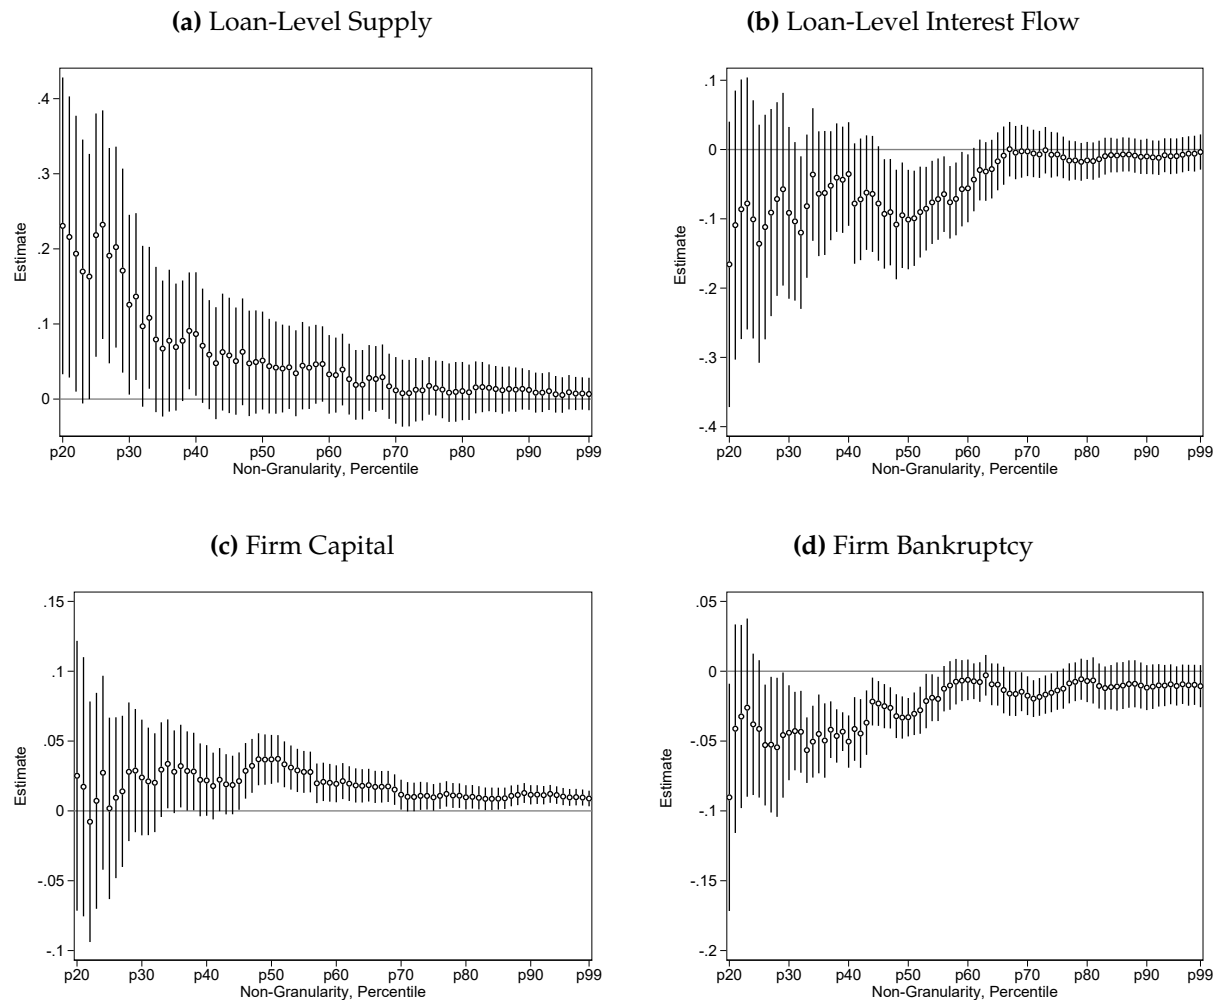 (a) Loan-Level Supply
.4
.3
.2
.1
0
Estimate
p20 p30 p40 p50 p60 p70 p80 p90 p99
Non-Granularity, Percentile
(b) Loan-Level Interest Flow
.1
0
-.1
-.2
-.3
-.4
Estimate
p20 p30 p40 p50 p60 p70 p80 p90 p99
Non-Granularity, Percentile
(c) Firm Capital
.15
.1
.05
0
-.05
-.1
Estimate
p20 p30 p40 p50 p60 p70 p80 p90 p99
Non-Granularity, Percentile
(d) Firm Bankruptcy
.05
0
-.05
-.1
-.15
-.2
Estimate
p20 p30 p40 p50 p60 p70 p80 p90 p99
Non-Granularity, Percentile